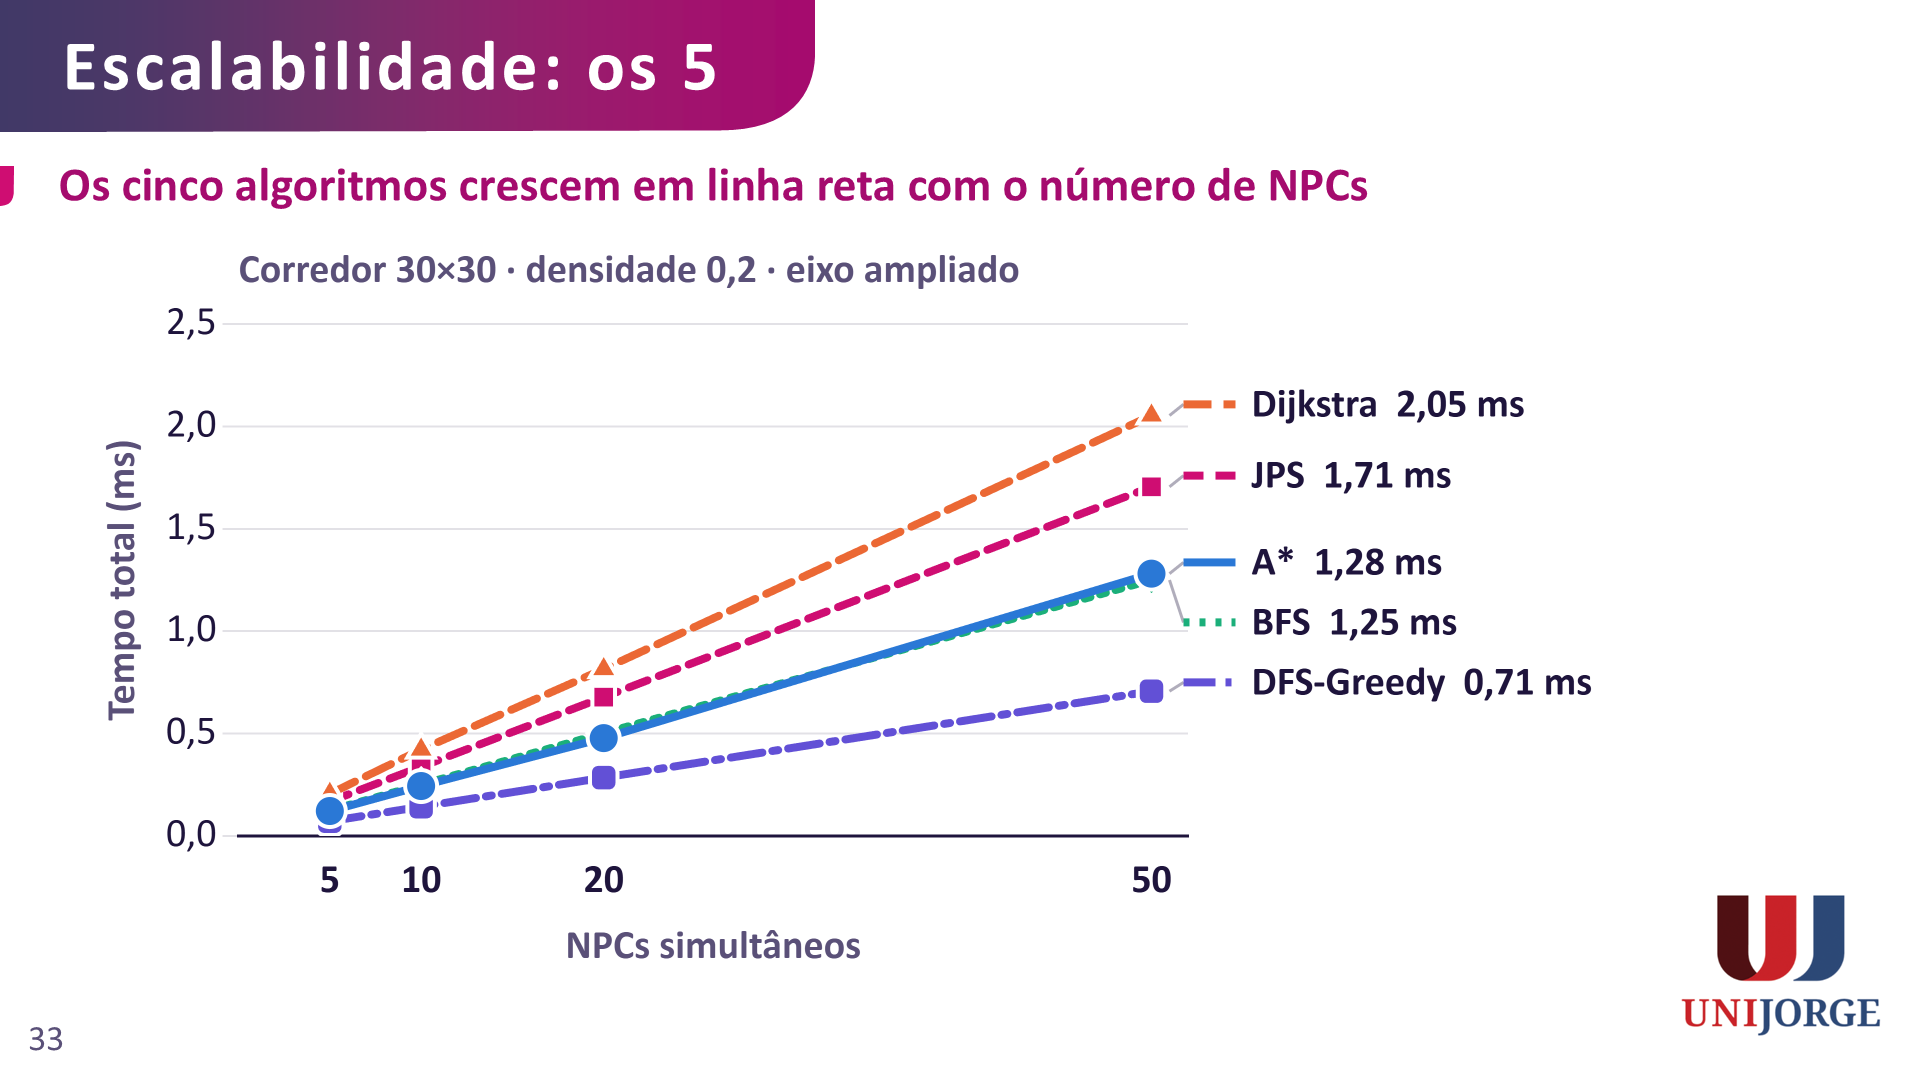 Escalabilidade: os 5
Os cinco algoritmos crescem em linha reta com o número de NPCs
Corredor 30×30 · densidade 0,2 · eixo ampliado
Tempo total (ms)
2,5
2,0
1,5
1,0
0,5
0,0
5 10 20 50
NPCs simultâneos
Dijkstra 2,05 ms
JPS 1,71 ms
A* 1,28 ms
BFS 1,25 ms
DFS-Greedy 0,71 ms
UNIJORGE
33